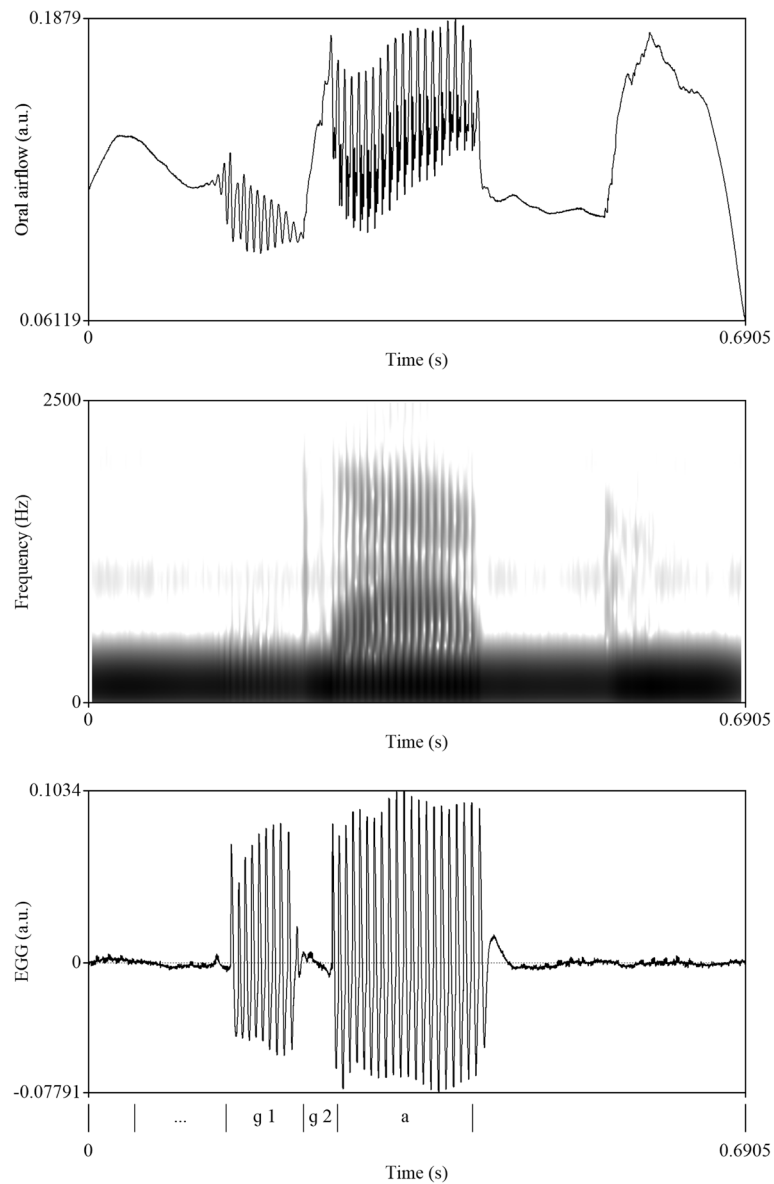 0.1879
Oral airflow (a.u.)
0.06119
0 0.6905
Time (s)
2500
Frequency (Hz)
0
0 0.6905
Time (s)
0.1034
EGG (a.u.)
0
-0.07791
... ɡ 1 ɡ 2 a
0 0.6905
Time (s)